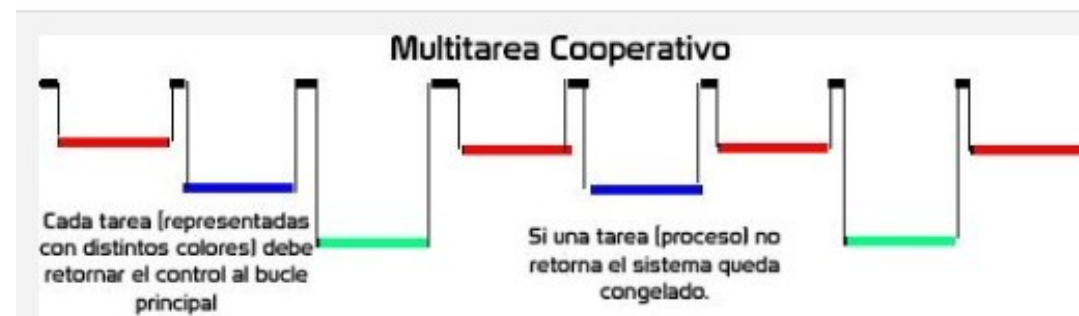 Multitarea Cooperativo
Cada tarea (representadas
con distintos colores) debe
retornar el control al bucle
principal
Si una tarea (proceso) no
retorna el sistema queda
congelado.